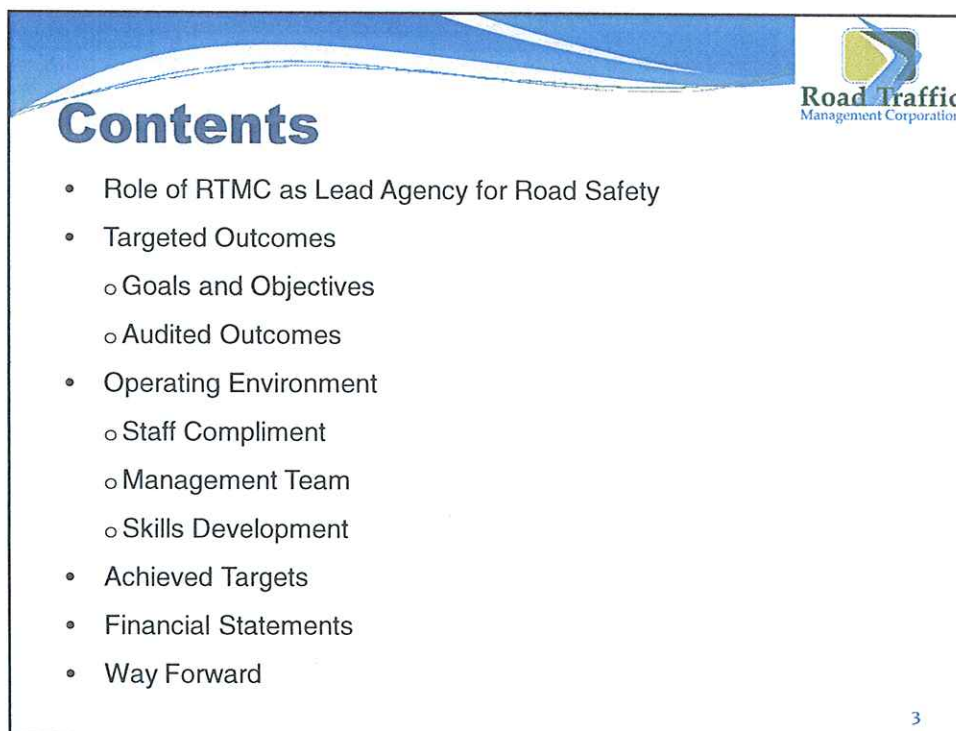 Road Traffic
Management Corporation
Contents
• Role of RTMC as Lead Agency for Road Safety
• Targeted Outcomes
o Goals and Objectives
o Audited Outcomes
• Operating Environment
o Staff Compliment
o Management Team
o Skills Development
• Achieved Targets
• Financial Statements
• Way Forward
3